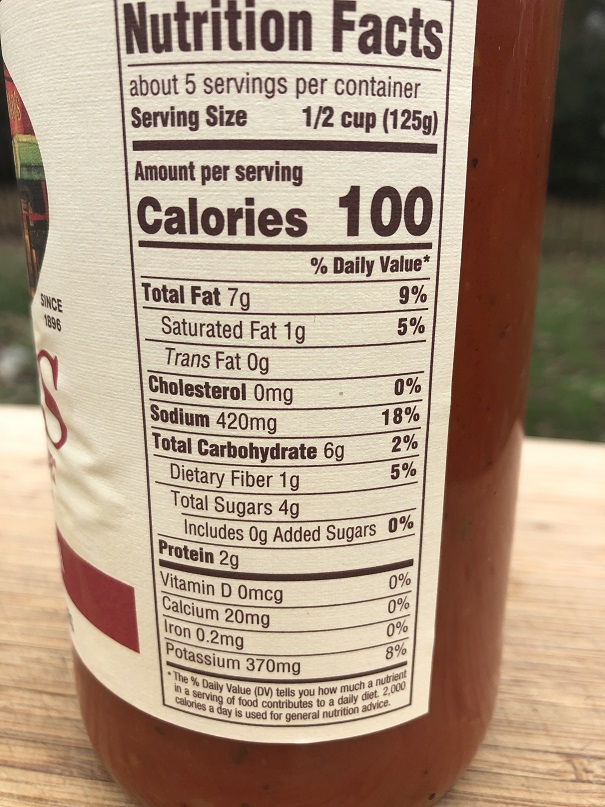 Nutrition Facts
about 5 servings per container
Serving Size 1/2 cup (125g)
Amount per serving
Calories 100
% Daily Value*
Total Fat 7g 9%
Saturated Fat 1g 5%
Trans Fat 0g
Cholesterol 0mg 0%
Sodium 420mg 18%
Total Carbohydrate 6g 2%
Dietary Fiber 1g 5%
Total Sugars 4g
Includes 0g Added Sugars 0%
Protein 2g
Vitamin D 0mcg 0%
Calcium 20mg 0%
Iron 0.2mg 0%
Potassium 370mg 8%
* The % Daily Value (DV) tells you how much a nutrient
in a serving of food contributes to a daily diet. 2,000
calories a day is used for general nutrition advice.
SINCE
1896
S